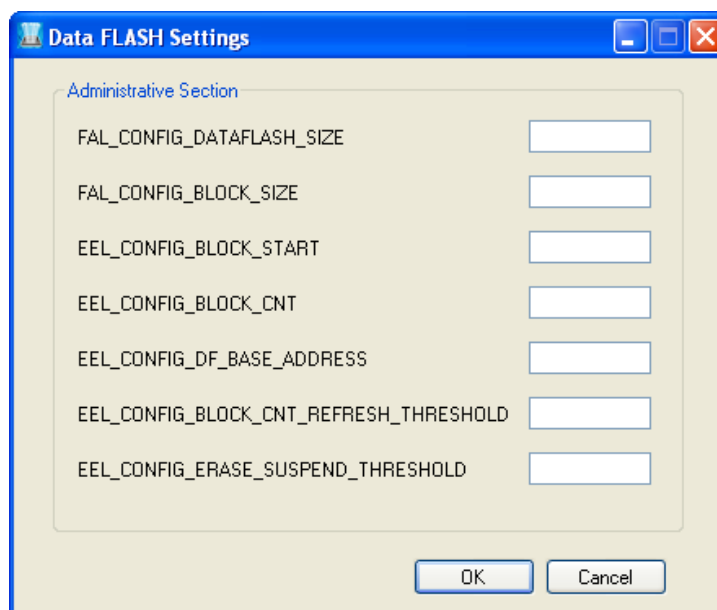 Data FLASH Settings
Administrative Section
FAL_CONFIG_DATAFLASH_SIZE
FAL_CONFIG_BLOCK_SIZE
EEL_CONFIG_BLOCK_START
EEL_CONFIG_BLOCK_CNT
EEL_CONFIG_DF_BASE_ADDRESS
EEL_CONFIG_BLOCK_CNT_REFRESH_THRESHOLD
EEL_CONFIG_ERASE_SUSPEND_THRESHOLD
OK Cancel